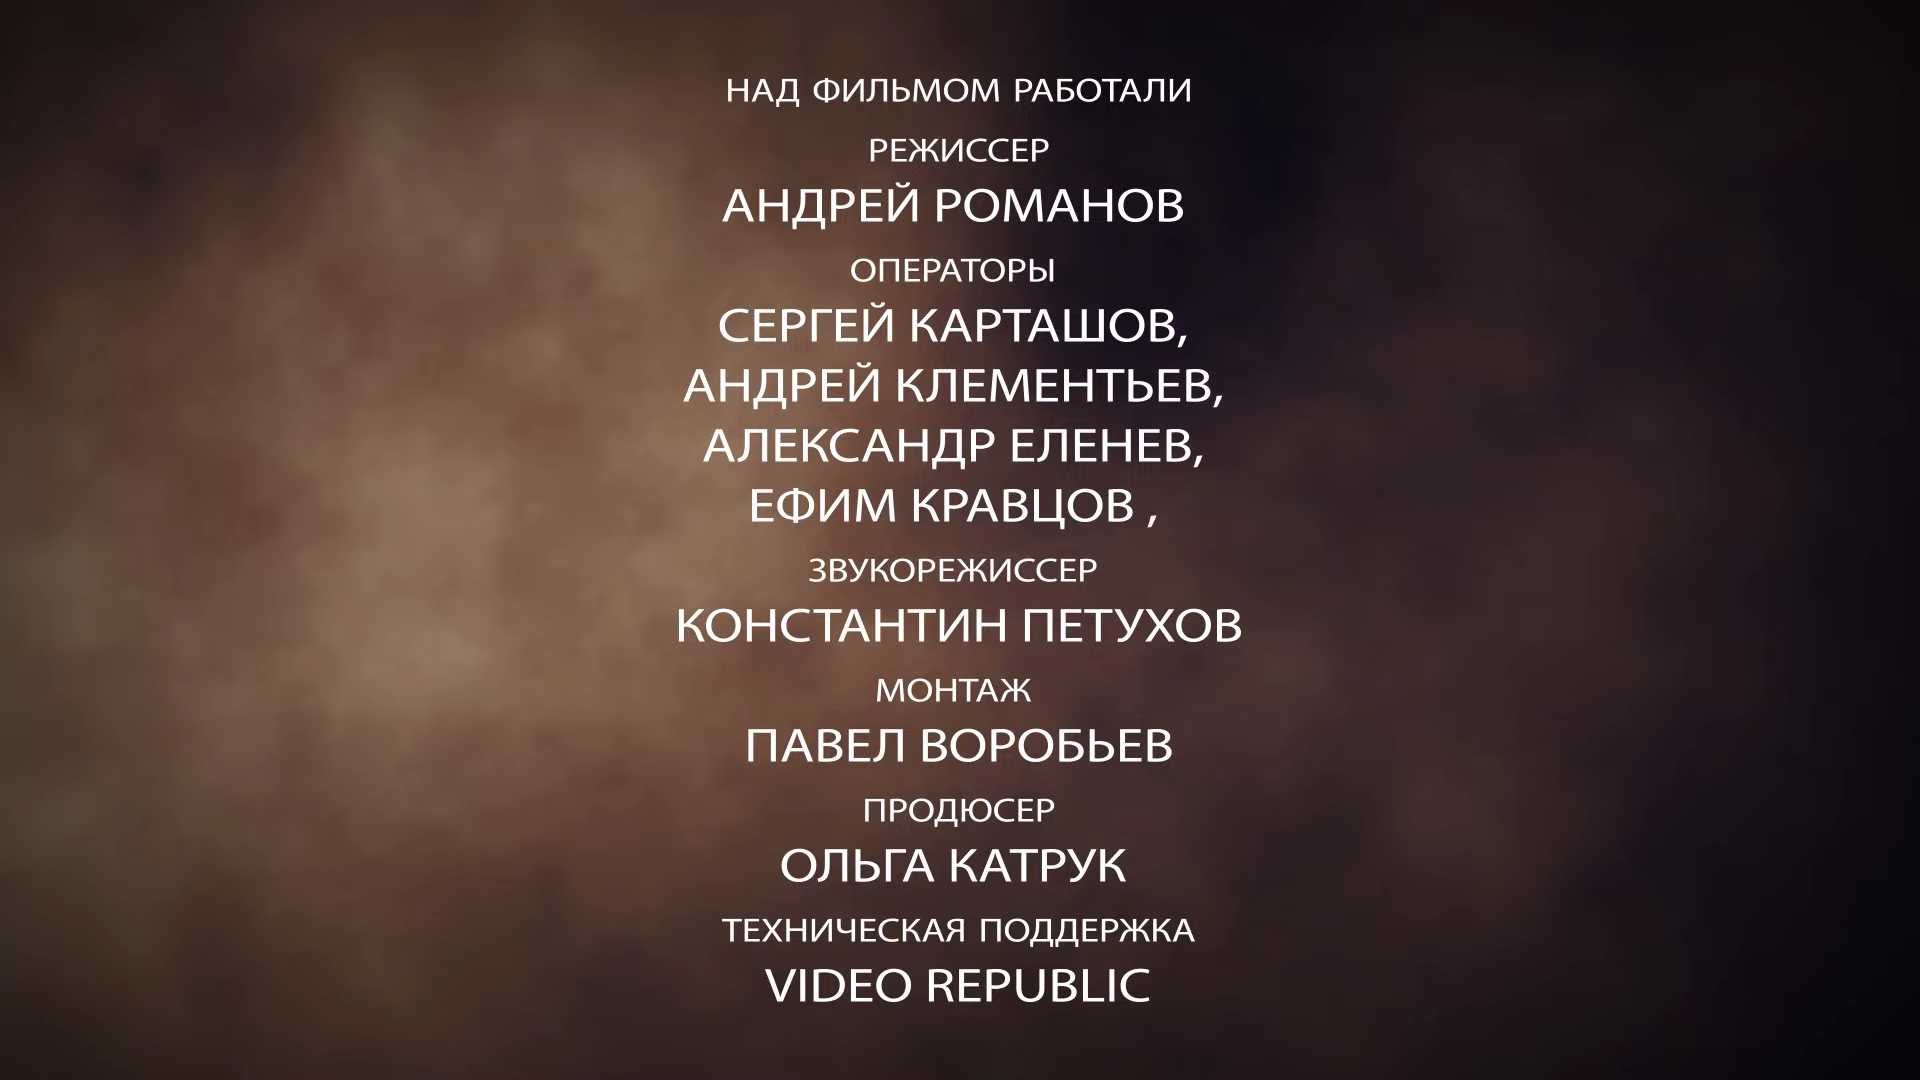 НАД ФИЛЬМОМ РАБОТАЛИ
РЕЖИССЕР
АНДРЕЙ РОМАНОВ
ОПЕРАТОРЫ
СЕРГЕЙ КАРТАШОВ,
АНДРЕЙ КЛЕМЕНТЬЕВ,
АЛЕКСАНДР ЕЛЕНЕВ,
ЕФИМ КРАВЦОВ ,
ЗВУКОРЕЖИССЕР
КОНСТАНТИН ПЕТУХОВ
МОНТАЖ
ПАВЕЛ ВОРОБЬЕВ
ПРОДЮСЕР
ОЛЬГА КАТРУК
ТЕХНИЧЕСКАЯ ПОДДЕРЖКА
VIDEO REPUBLIC